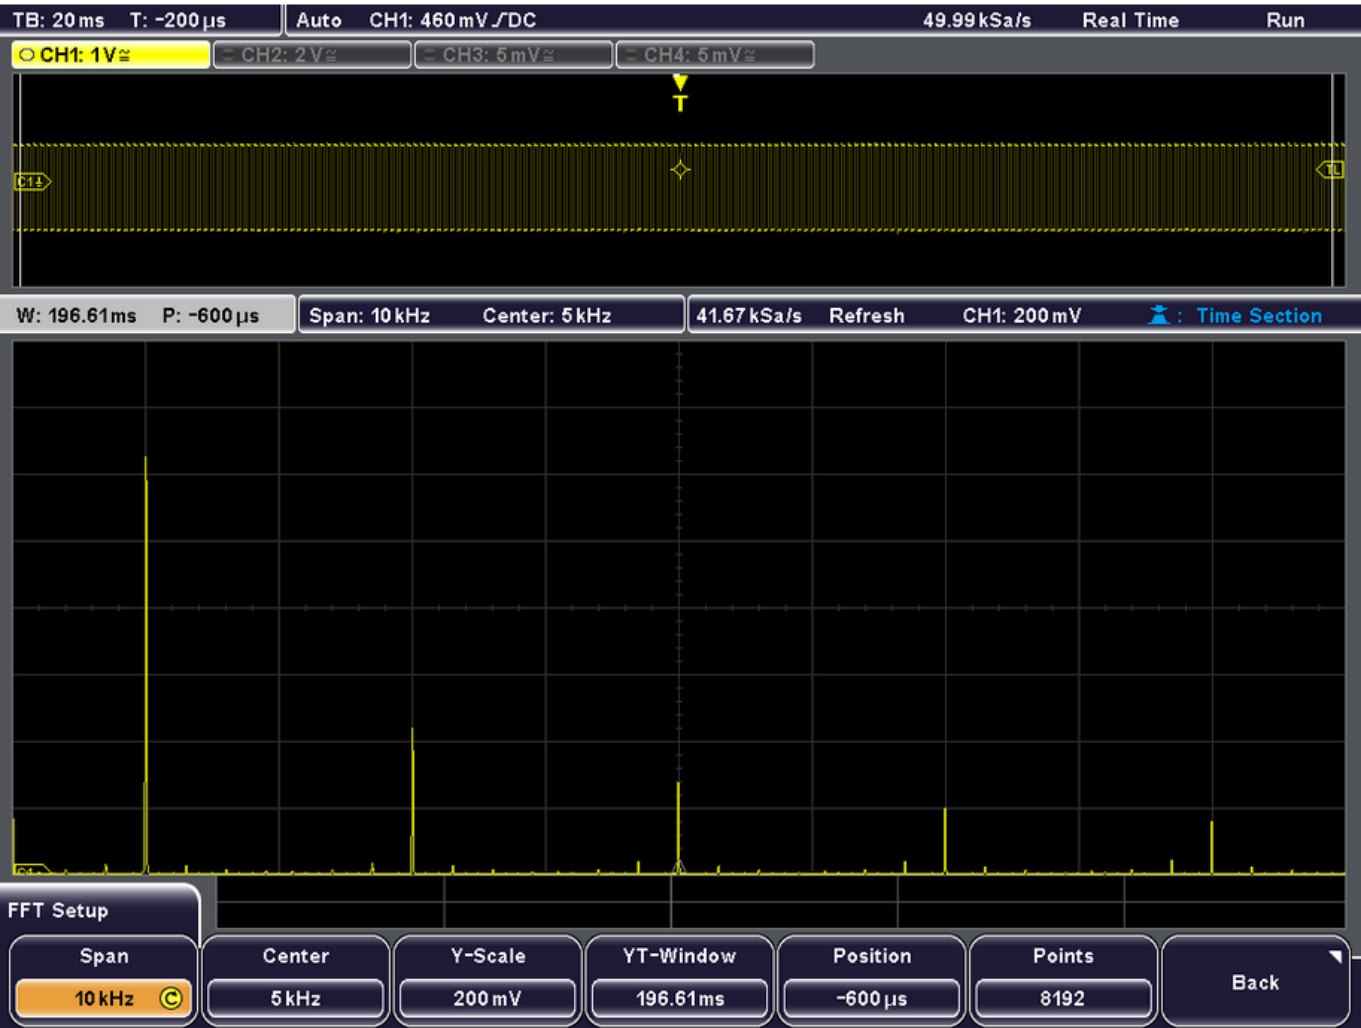 TB: 20 ms T: -200 µs Auto CH1: 460 mV DC 49.99 kSa/s Real Time Run
CH1: 1 V≅ CH2: 2 V≅ CH3: 5 mV≅ CH4: 5 mV≅
T
C1 TL
W: 196.61 ms P: -600 µs Span: 10 kHz Center: 5 kHz 41.67 kSa/s Refresh CH1: 200 mV : Time Section
C1
FFT Setup
Span Center Y-Scale YT-Window Position Points
Back
10 kHz 5 kHz 200 mV 196.61 ms -600 µs 8192